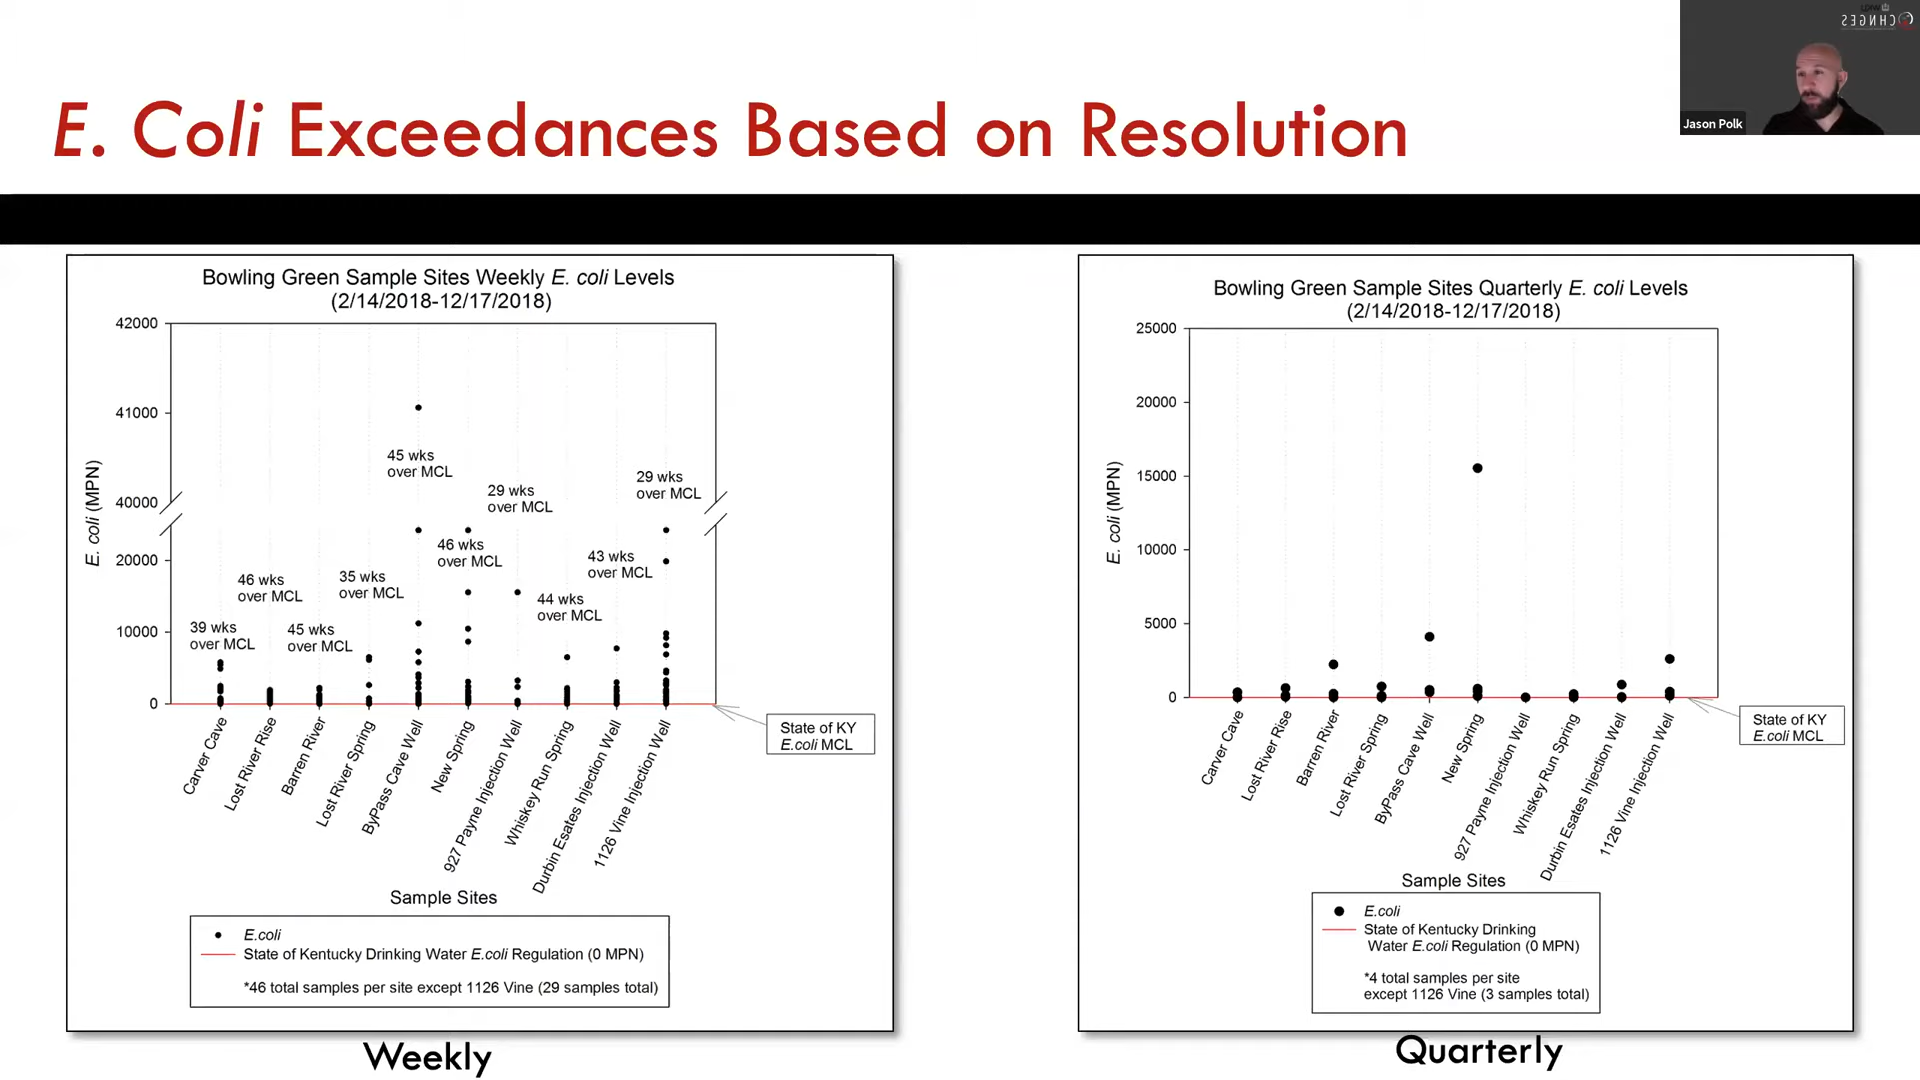 CHNGES
Jason Polk
E. Coli Exceedances Based on Resolution
Bowling Green Sample Sites Weekly E. coli Levels
(2/14/2018-12/17/2018)
E. coli (MPN)
42000
41000
40000
20000
10000
0
45 wks
over MCL
29 wks
over MCL
29 wks
over MCL
46 wks
over MCL
43 wks
over MCL
46 wks
over MCL
35 wks
over MCL
44 wks
over MCL
39 wks
over MCL
45 wks
over MCL
State of KY
E.coli MCL
Carver Cave
Lost River Rise
Barren River
Lost River Spring
ByPass Cave Well
New Spring
927 Payne Injection Well
Whiskey Run Spring
Durbin Esates Injection Well
1126 Vine Injection Well
Sample Sites
E.coli
State of Kentucky Drinking Water E.coli Regulation (0 MPN)
*46 total samples per site except 1126 Vine (29 samples total)
Weekly
Bowling Green Sample Sites Quarterly E. coli Levels
(2/14/2018-12/17/2018)
E. coli (MPN)
25000
20000
15000
10000
5000
0
State of KY
E.coli MCL
Carver Cave
Lost River Rise
Barren River
Lost River Spring
ByPass Cave Well
New Spring
927 Payne Injection Well
Whiskey Run Spring
Durbin Esates Injection Well
1126 Vine Injection Well
Sample Sites
E.coli
State of Kentucky Drinking
Water E.coli Regulation (0 MPN)
*4 total samples per site
except 1126 Vine (3 samples total)
Quarterly